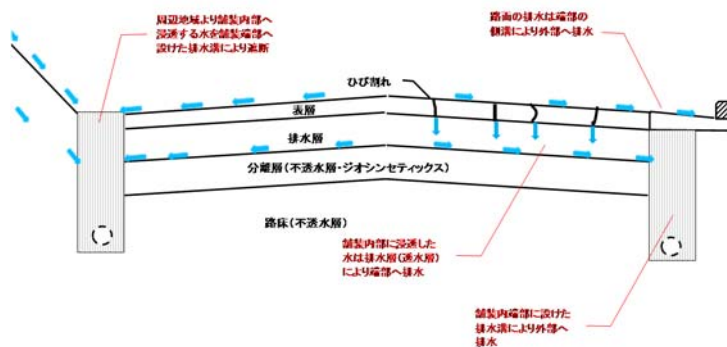 周辺地域より舗装内部へ
浸透する水を舗装端部へ
設けた排水溝により遮断
路面の排水は端部の
側溝により外部へ排水
ひび割れ
表層
排水層
分離層(不透水層・ジオシンセティックス)
路床(不透水層)
舗装内部に浸透した
水は排水層(透水層)
により端部へ排水
舗装内端部に設けた
排水溝により外部へ
排水